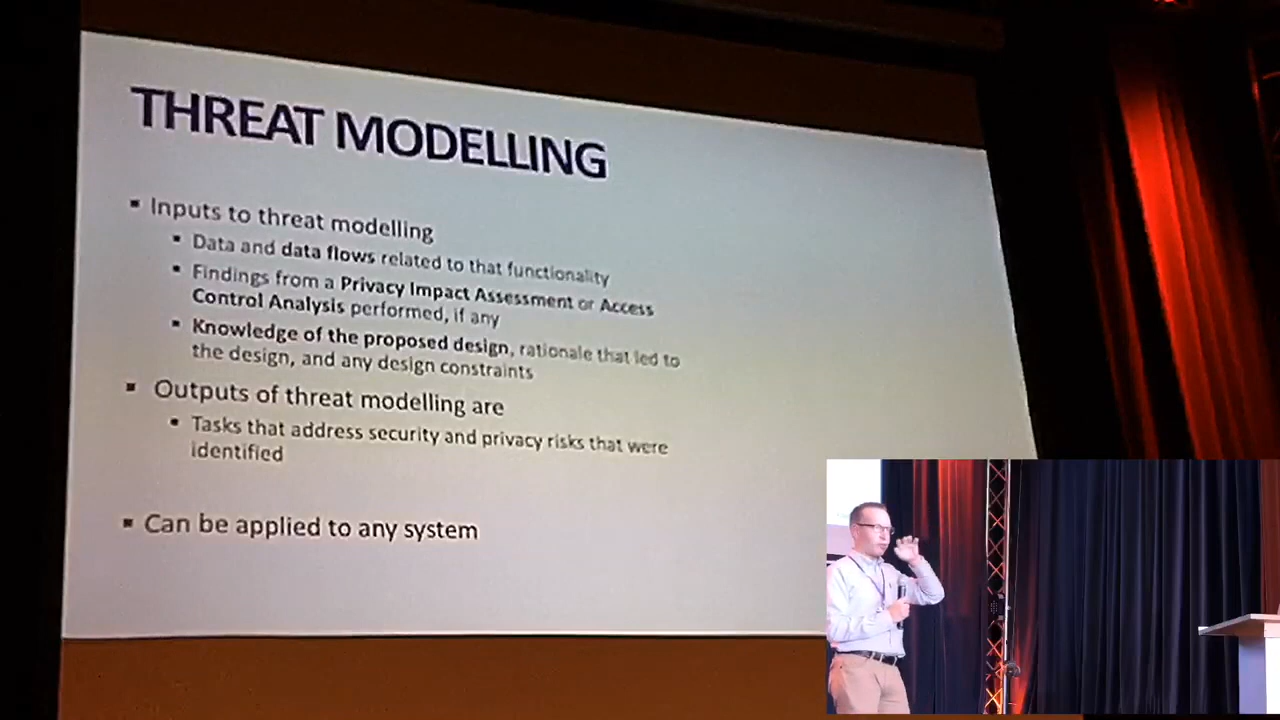 THREAT MODELLING
▪ Inputs to threat modelling
▪ Data and data flows related to that functionality
▪ Findings from a Privacy Impact Assessment or Access
Control Analysis performed, if any
▪ Knowledge of the proposed design, rationale that led to
the design, and any design constraints
▪ Outputs of threat modelling are
▪ Tasks that address security and privacy risks that were
identified
▪ Can be applied to any system